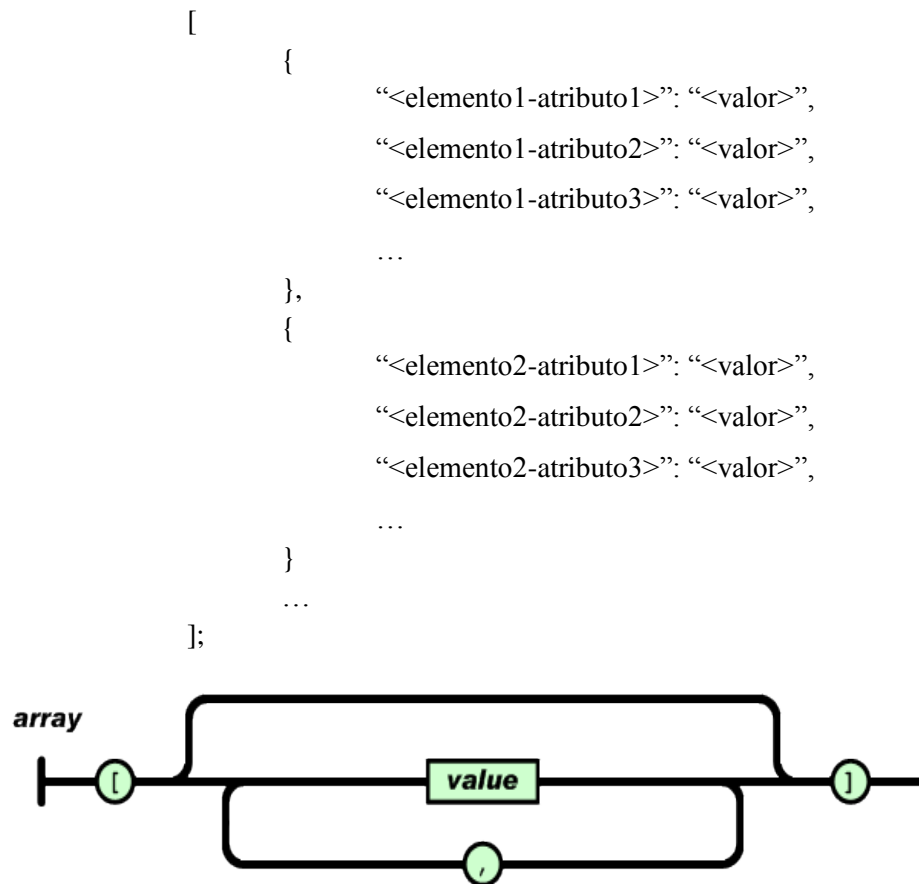 [
{
“<elemento1-atributo1>”: “<valor>”,
“<elemento1-atributo2>”: “<valor>”,
“<elemento1-atributo3>”: “<valor>”,
…
},
{
“<elemento2-atributo1>”: “<valor>”,
“<elemento2-atributo2>”: “<valor>”,
“<elemento2-atributo3>”: “<valor>”,
…
}
…
];
array
[ value ]
,